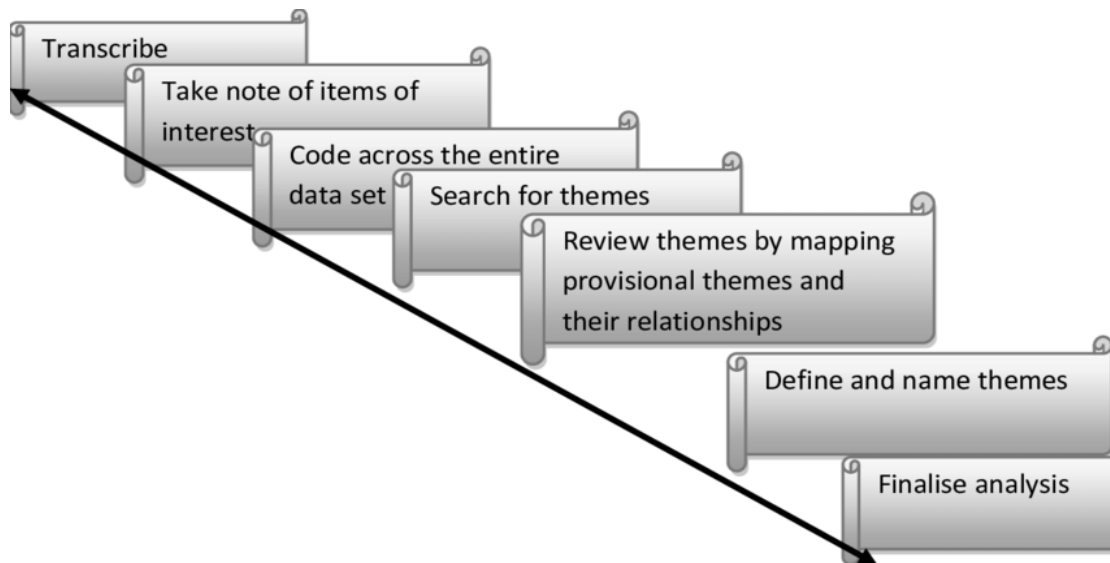 Transcribe
Take note of items of
interest
Code across the entire
data set
Search for themes
Review themes by mapping
provisional themes and
their relationships
Define and name themes
Finalise analysis